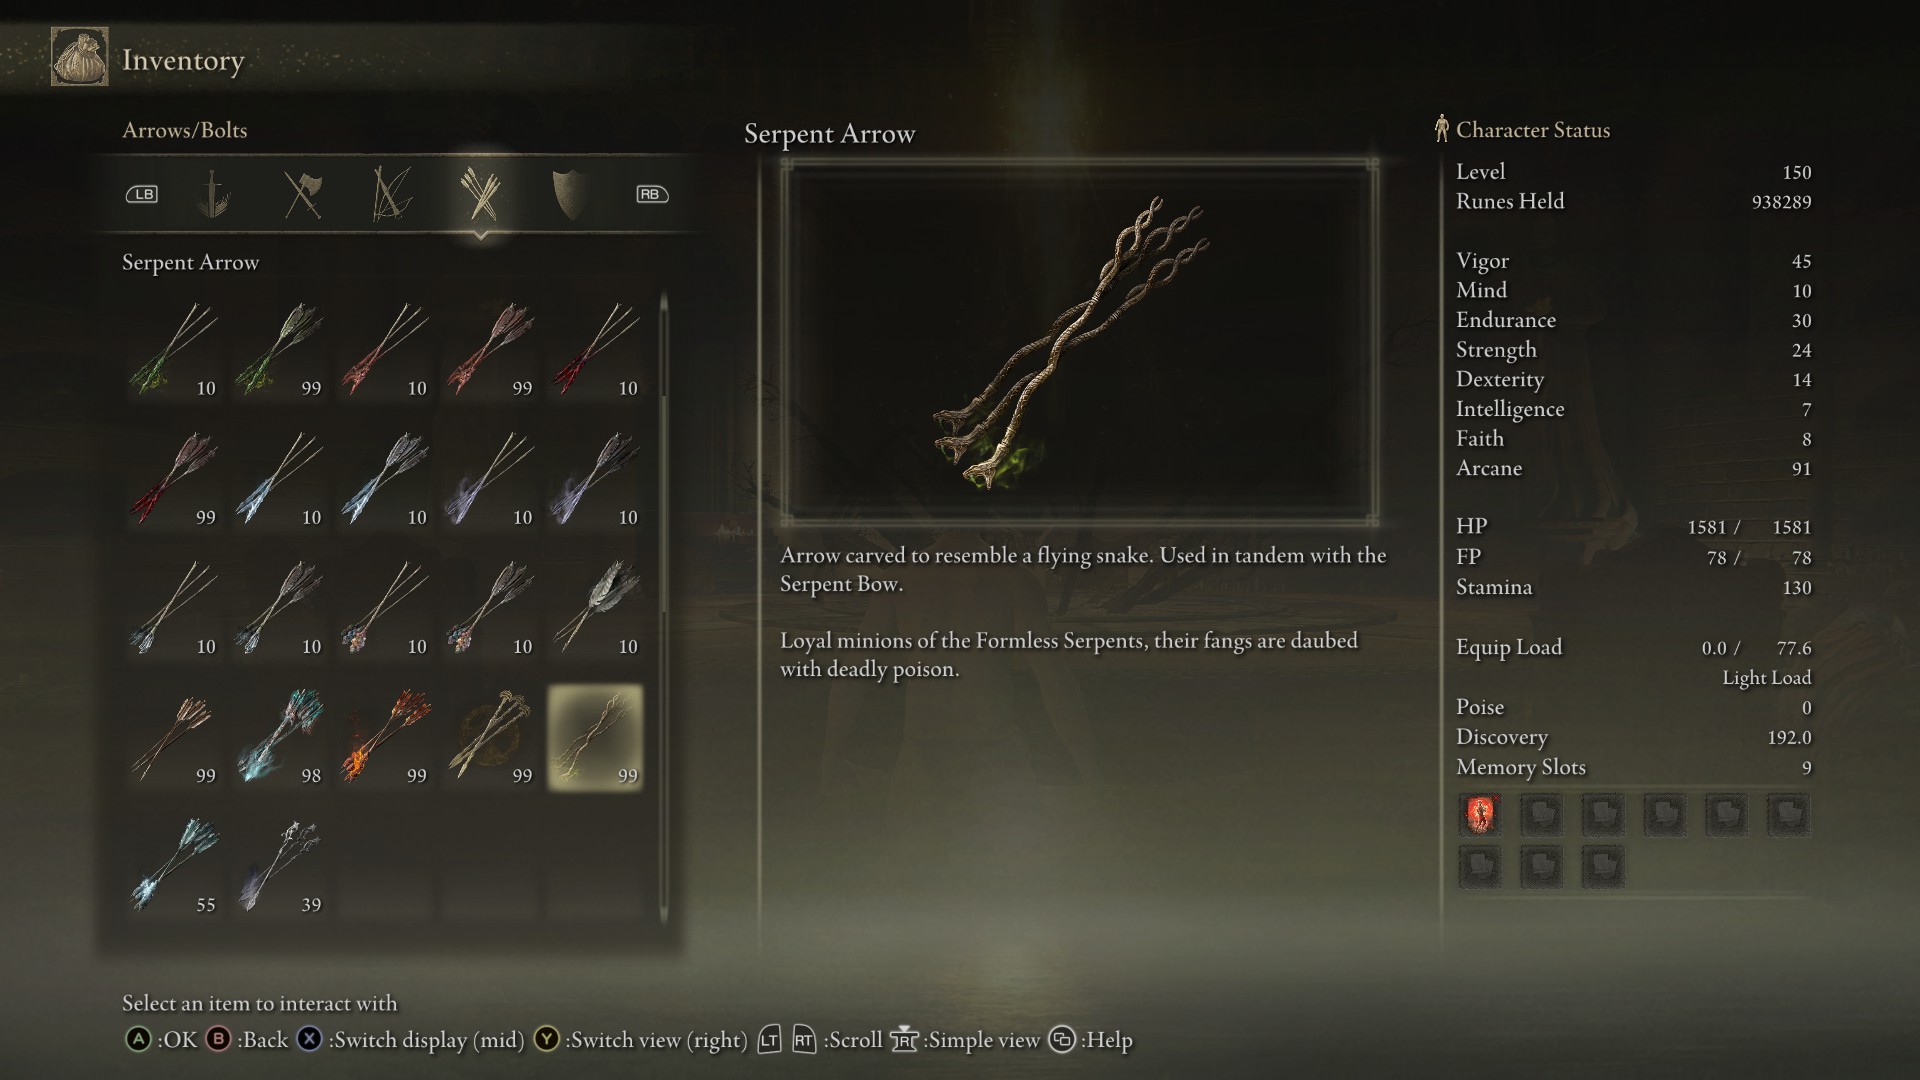 Inventory
Arrows/Bolts
LB
RB
Serpent Arrow
10 99 10 99 10
99 10 10 10 10
10 10 10 10 10
99 98 99 99 99
55 39
Serpent Arrow
Arrow carved to resemble a flying snake. Used in tandem with the
Serpent Bow.
Loyal minions of the Formless Serpents, their fangs are daubed
with deadly poison.
Character Status
Level 150
Runes Held 938289
Vigor 45
Mind 10
Endurance 30
Strength 24
Dexterity 14
Intelligence 7
Faith 8
Arcane 91
HP 1581 / 1581
FP 78 / 78
Stamina 130
Equip Load 0.0 / 77.6
Light Load
Poise 0
Discovery 192.0
Memory Slots 9
Select an item to interact with
A :OK B :Back X :Switch display (mid) Y :Switch view (right) LT RT :Scroll R :Simple view :Help